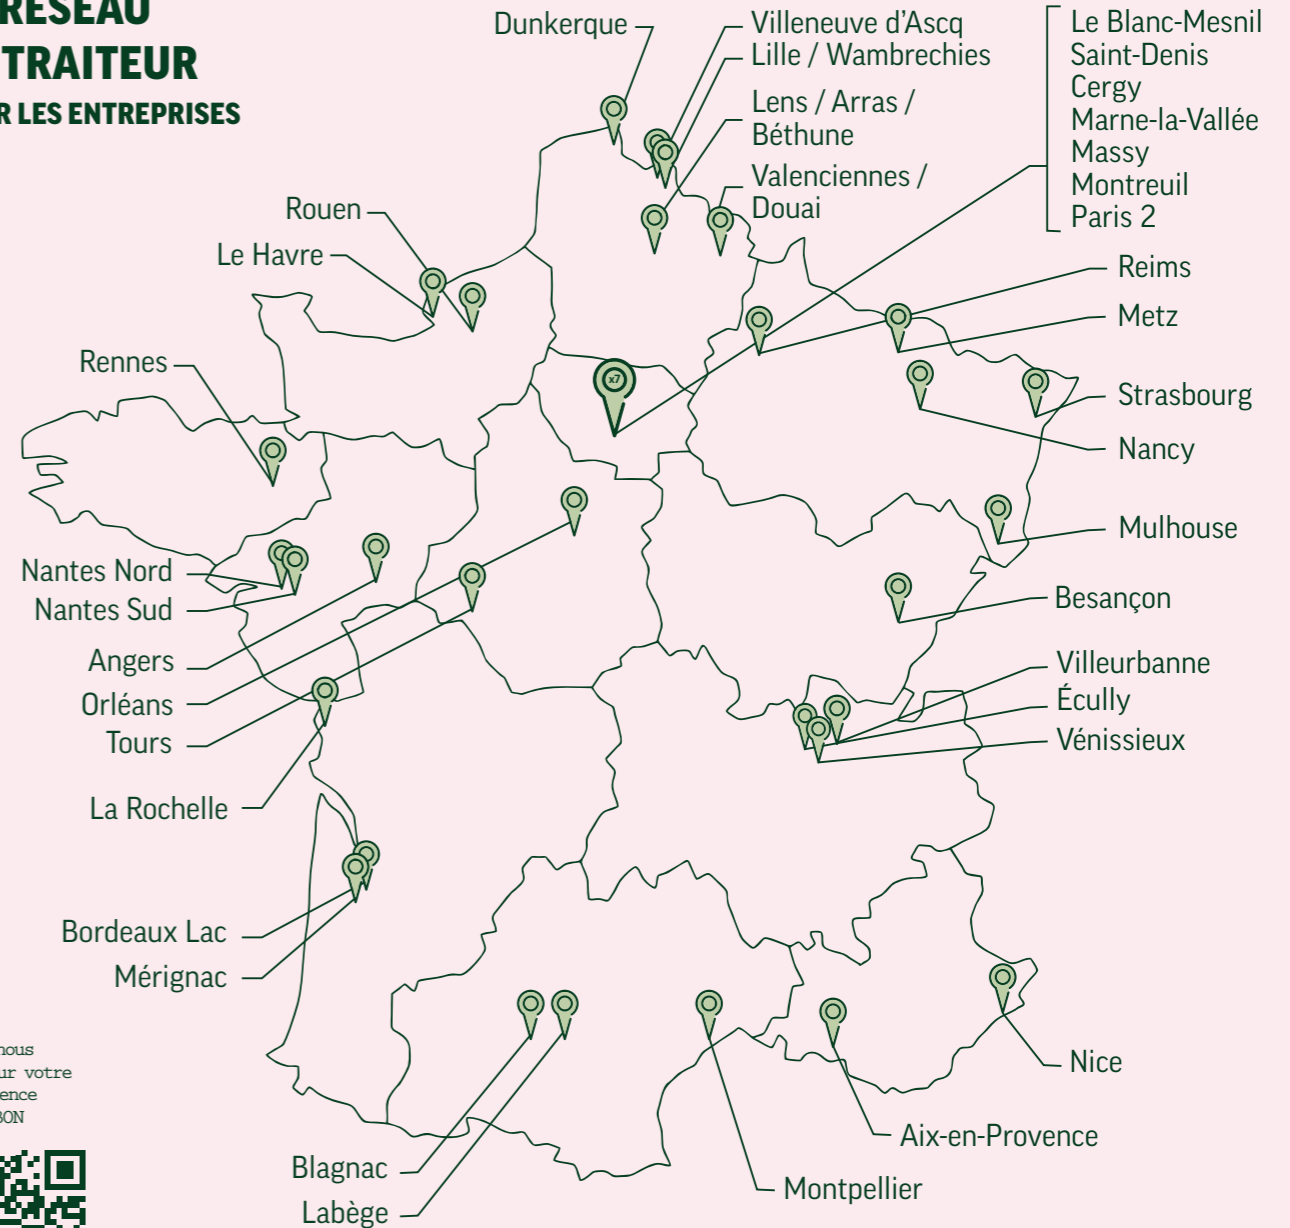 RÉSEAU
TRAITEUR
LES ENTREPRISES
Dunkerque
Villeneuve d'Ascq
Lille / Wambrechies
Lens / Arras /
Béthune
Valenciennes /
Douai
Le Blanc-Mesnil
Saint-Denis
Cergy
Marne-la-Vallée
Massy
Montreuil
Paris 2
Rouen
Le Havre
Rennes
x7
Reims
Metz
Strasbourg
Nancy
Mulhouse
Besançon
Villeurbanne
Écully
Vénissieux
Nantes Nord
Nantes Sud
Angers
Orléans
Tours
La Rochelle
Bordeaux Lac
Mérignac
Nice
Aix-en-Provence
Montpellier
Blagnac
Labège
nous
votre